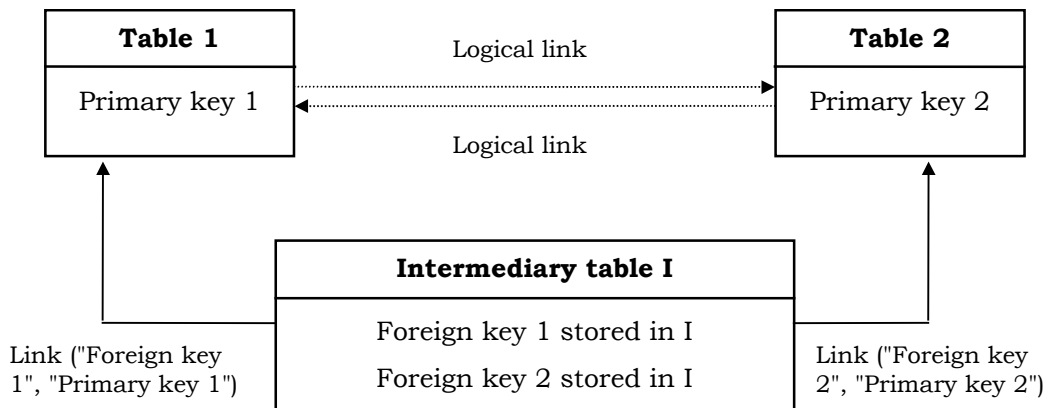 Table 1
Primary key 1
Logical link
Logical link
Table 2
Primary key 2
Intermediary table I
Foreign key 1 stored in I
Foreign key 2 stored in I
Link ("Foreign key
1", "Primary key 1")
Link ("Foreign key
2", "Primary key 2")